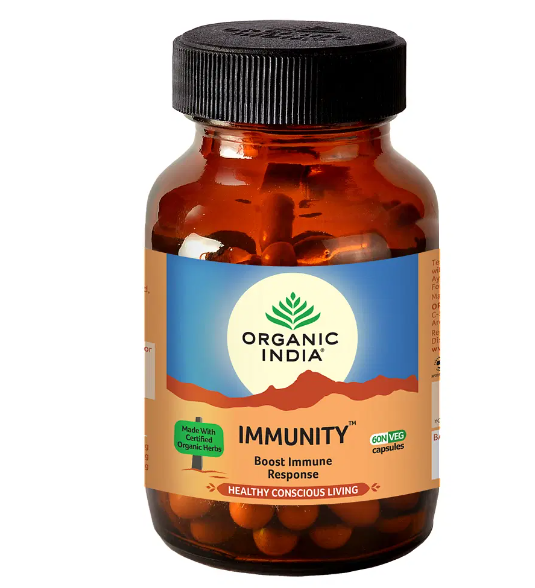 ORGANIC
INDIA®
Made With
Certified
Organic Herbs
IMMUNITY™
60N VEG
capsules
Boost Immune
Response
HEALTHY CONSCIOUS LIVING